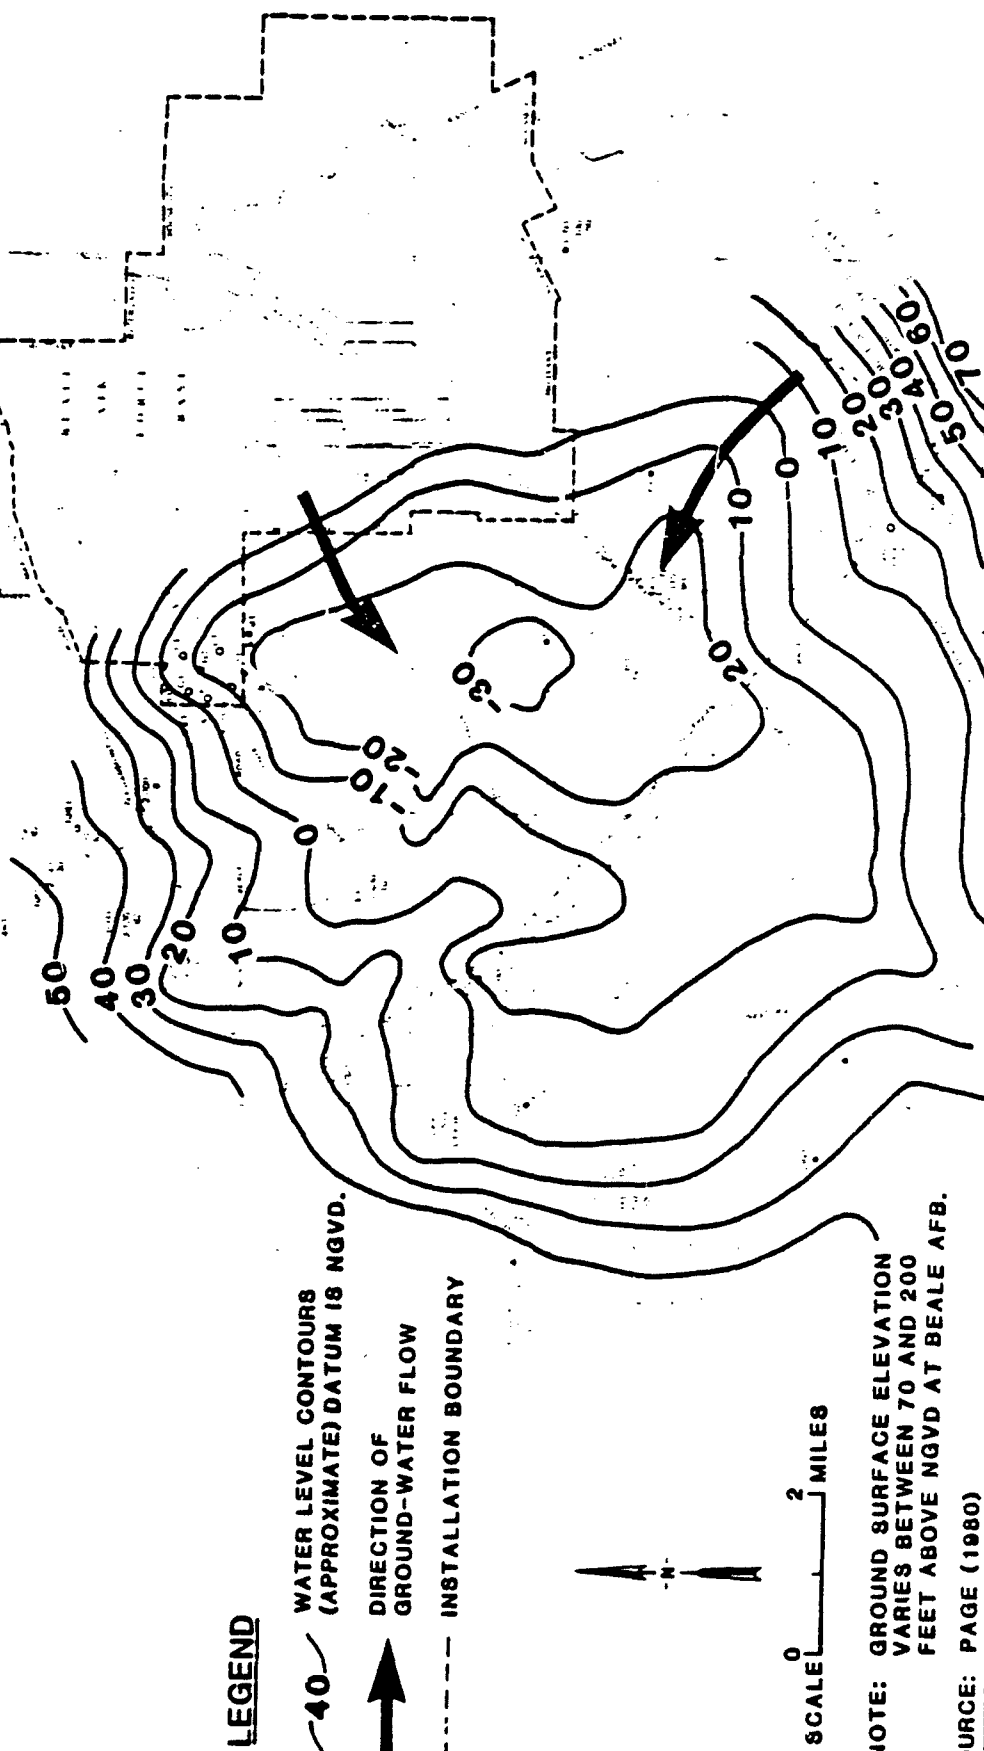 LEGEND
40
WATER LEVEL CONTOURS
(APPROXIMATE) DATUM IS NGVD.
DIRECTION OF
GROUND-WATER FLOW
INSTALLATION BOUNDARY
-N-
SCALE 0 2 MILES
NOTE: GROUND SURFACE ELEVATION
VARIES BETWEEN 70 AND 200
FEET ABOVE NGVD AT BEALE AFB.
URCE: PAGE (1980)
50
40
30
20
10
0
-10
-20
-30
20
10
0
10
20
30
40
50
60
70